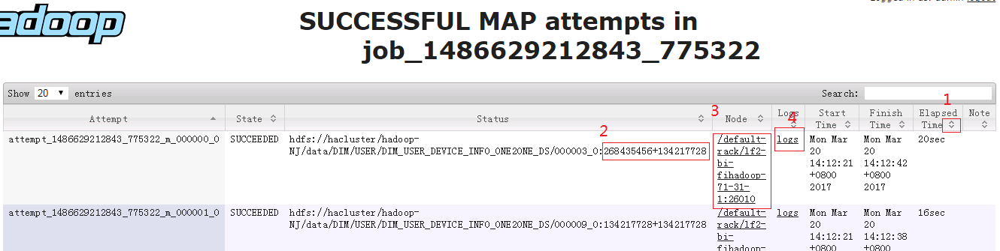 adoop
SUCCESSFUL MAP attempts in
job_1486629212843_775322
Show 20 entries
Search:
1
Attempt
State
Status
3
Node
Logs
4
Start
Time
Finish
Time
Elapsed
Time
Note
2
attempt_1486629212843_775322_m_000000_0
SUCCEEDED
hdfs://hacluster/hadoop-
NJ/data/DIM/USER/DIM_USER_DEVICE_INFO_ONE2ONE_DS/000003_0:268435456+134217728
/default-
rack/lf2-
bi-
fihadoop-
71-31-
1:26010
logs
Mon Mar
20
14:12:21
+0800
2017
Mon Mar
20
14:12:42
+0800
2017
20sec
attempt_1486629212843_775322_m_000001_0
SUCCEEDED
hdfs://hacluster/hadoop-
NJ/data/DIM/USER/DIM_USER_DEVICE_INFO_ONE2ONE_DS/000009_0:134217728+134217728
/default-
rack/lf2-
bi-
fihadoop-
logs
Mon Mar
20
14:12:21
+0800
Mon Mar
20
14:12:38
+0800
16sec